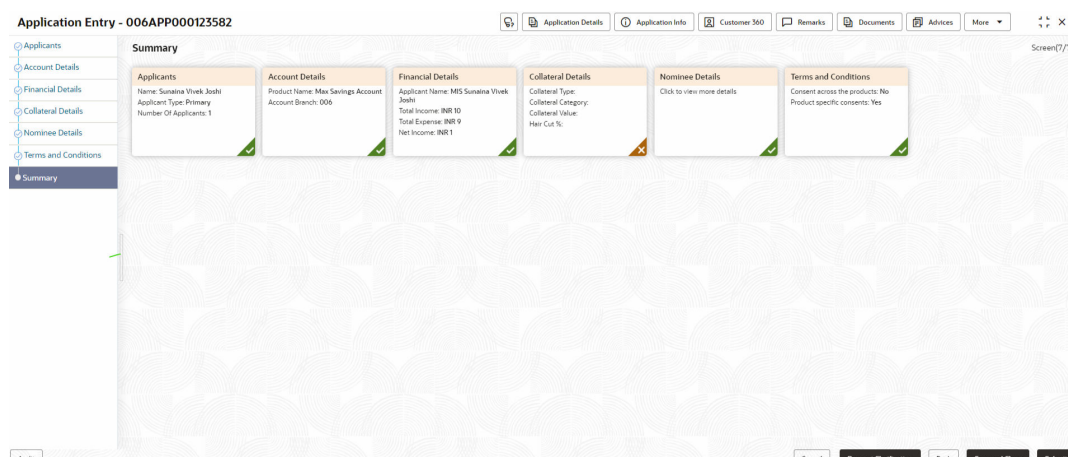 Application Entry - 006APP000123582
Application Details
Application Info
Customer 360
Remarks
Documents
Advices
More
Applicants
Account Details
Financial Details
Collateral Details
Nominee Details
Terms and Conditions
Summary
Summary
Screen(7/7
Applicants
Name: Sunaina Vivek Joshi
Applicant Type: Primary
Number Of Applicants: 1
Account Details
Product Name: Max Savings Account
Account Branch: 006
Financial Details
Applicant Name: MIS Sunaina Vivek
Joshi
Total Income: INR 10
Total Expense: INR 9
Net Income: INR 1
Collateral Details
Collateral Type:
Collateral Category:
Collateral Value:
Hair Cut %:
Nominee Details
Click to view more details
Terms and Conditions
Consent across the products: No
Product specific consents: Yes